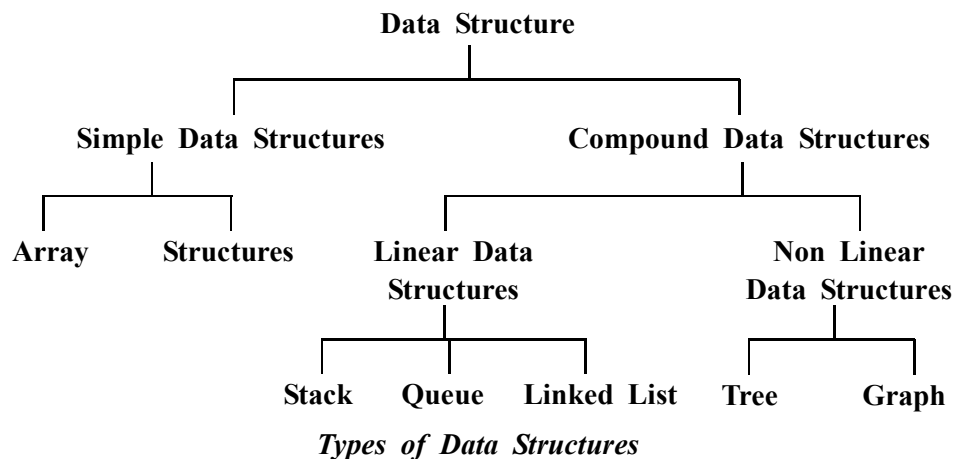 Data Structure
Simple Data Structures
Compound Data Structures
Array
Structures
Linear Data
Structures
Non Linear
Data Structures
Stack
Queue
Linked List
Tree
Graph
Types of Data Structures